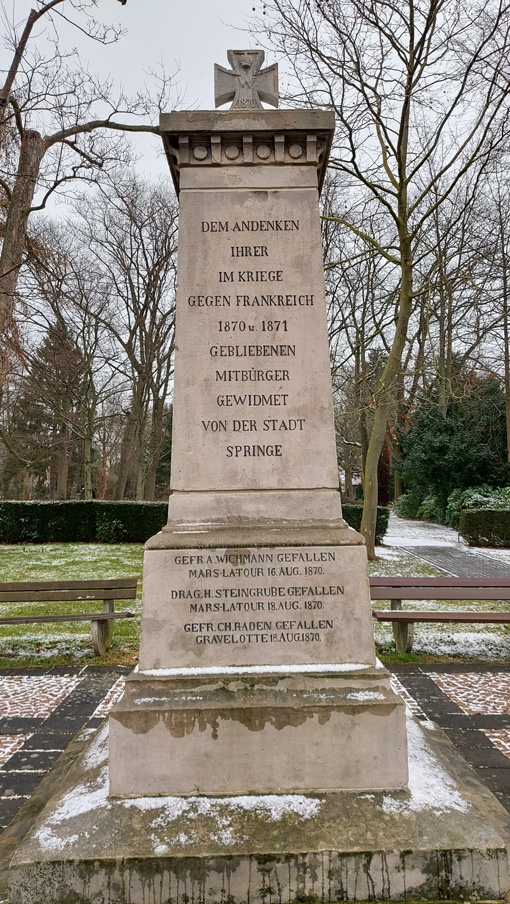 1870
DEM ANDENKEN
IHRER
IM KRIEGE
GEGEN FRANKREICH
1870 u. 1871
GEBLIEBENEN
MITBÜRGER
GEWIDMET
VON DER STADT
SPRINGE
GEFR. A. WICHMANN GEFALLEN
MARS-LATOUR 16. AUG. 1870.
DRAG. H. STEINGRUBE GEFALLEN
MARS-LATOUR 18. AUG. 1870.
GEFR. CH. RADEN GEFALLEN
GRAVELOTTE 18. AUG. 1870.